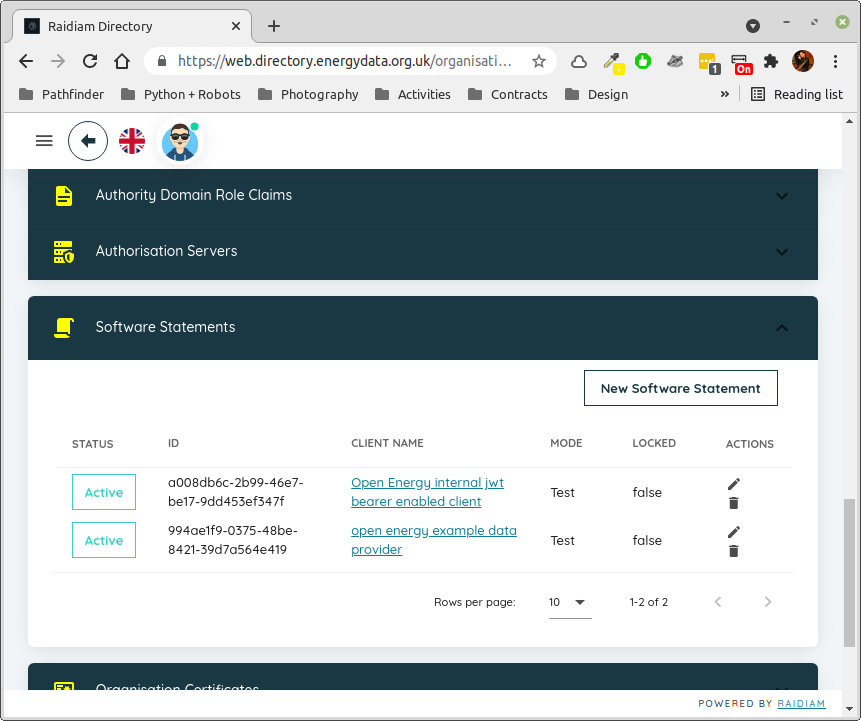 Raidiam Directory
https://web.directory.energydata.org.uk/organisati...
1
On
Pathfinder Python + Robots Photography Activities Contracts Design » Reading list
Authority Domain Role Claims
Authorisation Servers
Software Statements
New Software Statement
STATUS ID CLIENT NAME MODE LOCKED ACTIONS
Active a008db6c-2b99-46e7- Open Energy internal jwt Test false
be17-9dd453ef347f bearer enabled client
Active 994ae1f9-0375-48be- open energy example data Test false
8421-39d7a564e419 provider
Rows per page: 10 1-2 of 2
Organisation Certificates
POWERED BY RAIDIAM